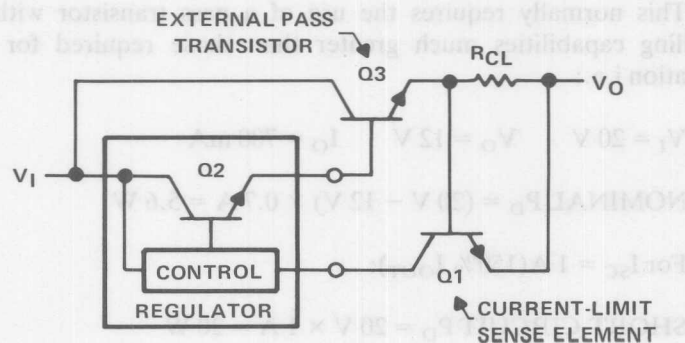 EXTERNAL PASS
TRANSISTOR
Q3
RCL
VO
VI
Q2
CONTROL
REGULATOR
Q1
CURRENT-LIMIT
SENSE ELEMENT